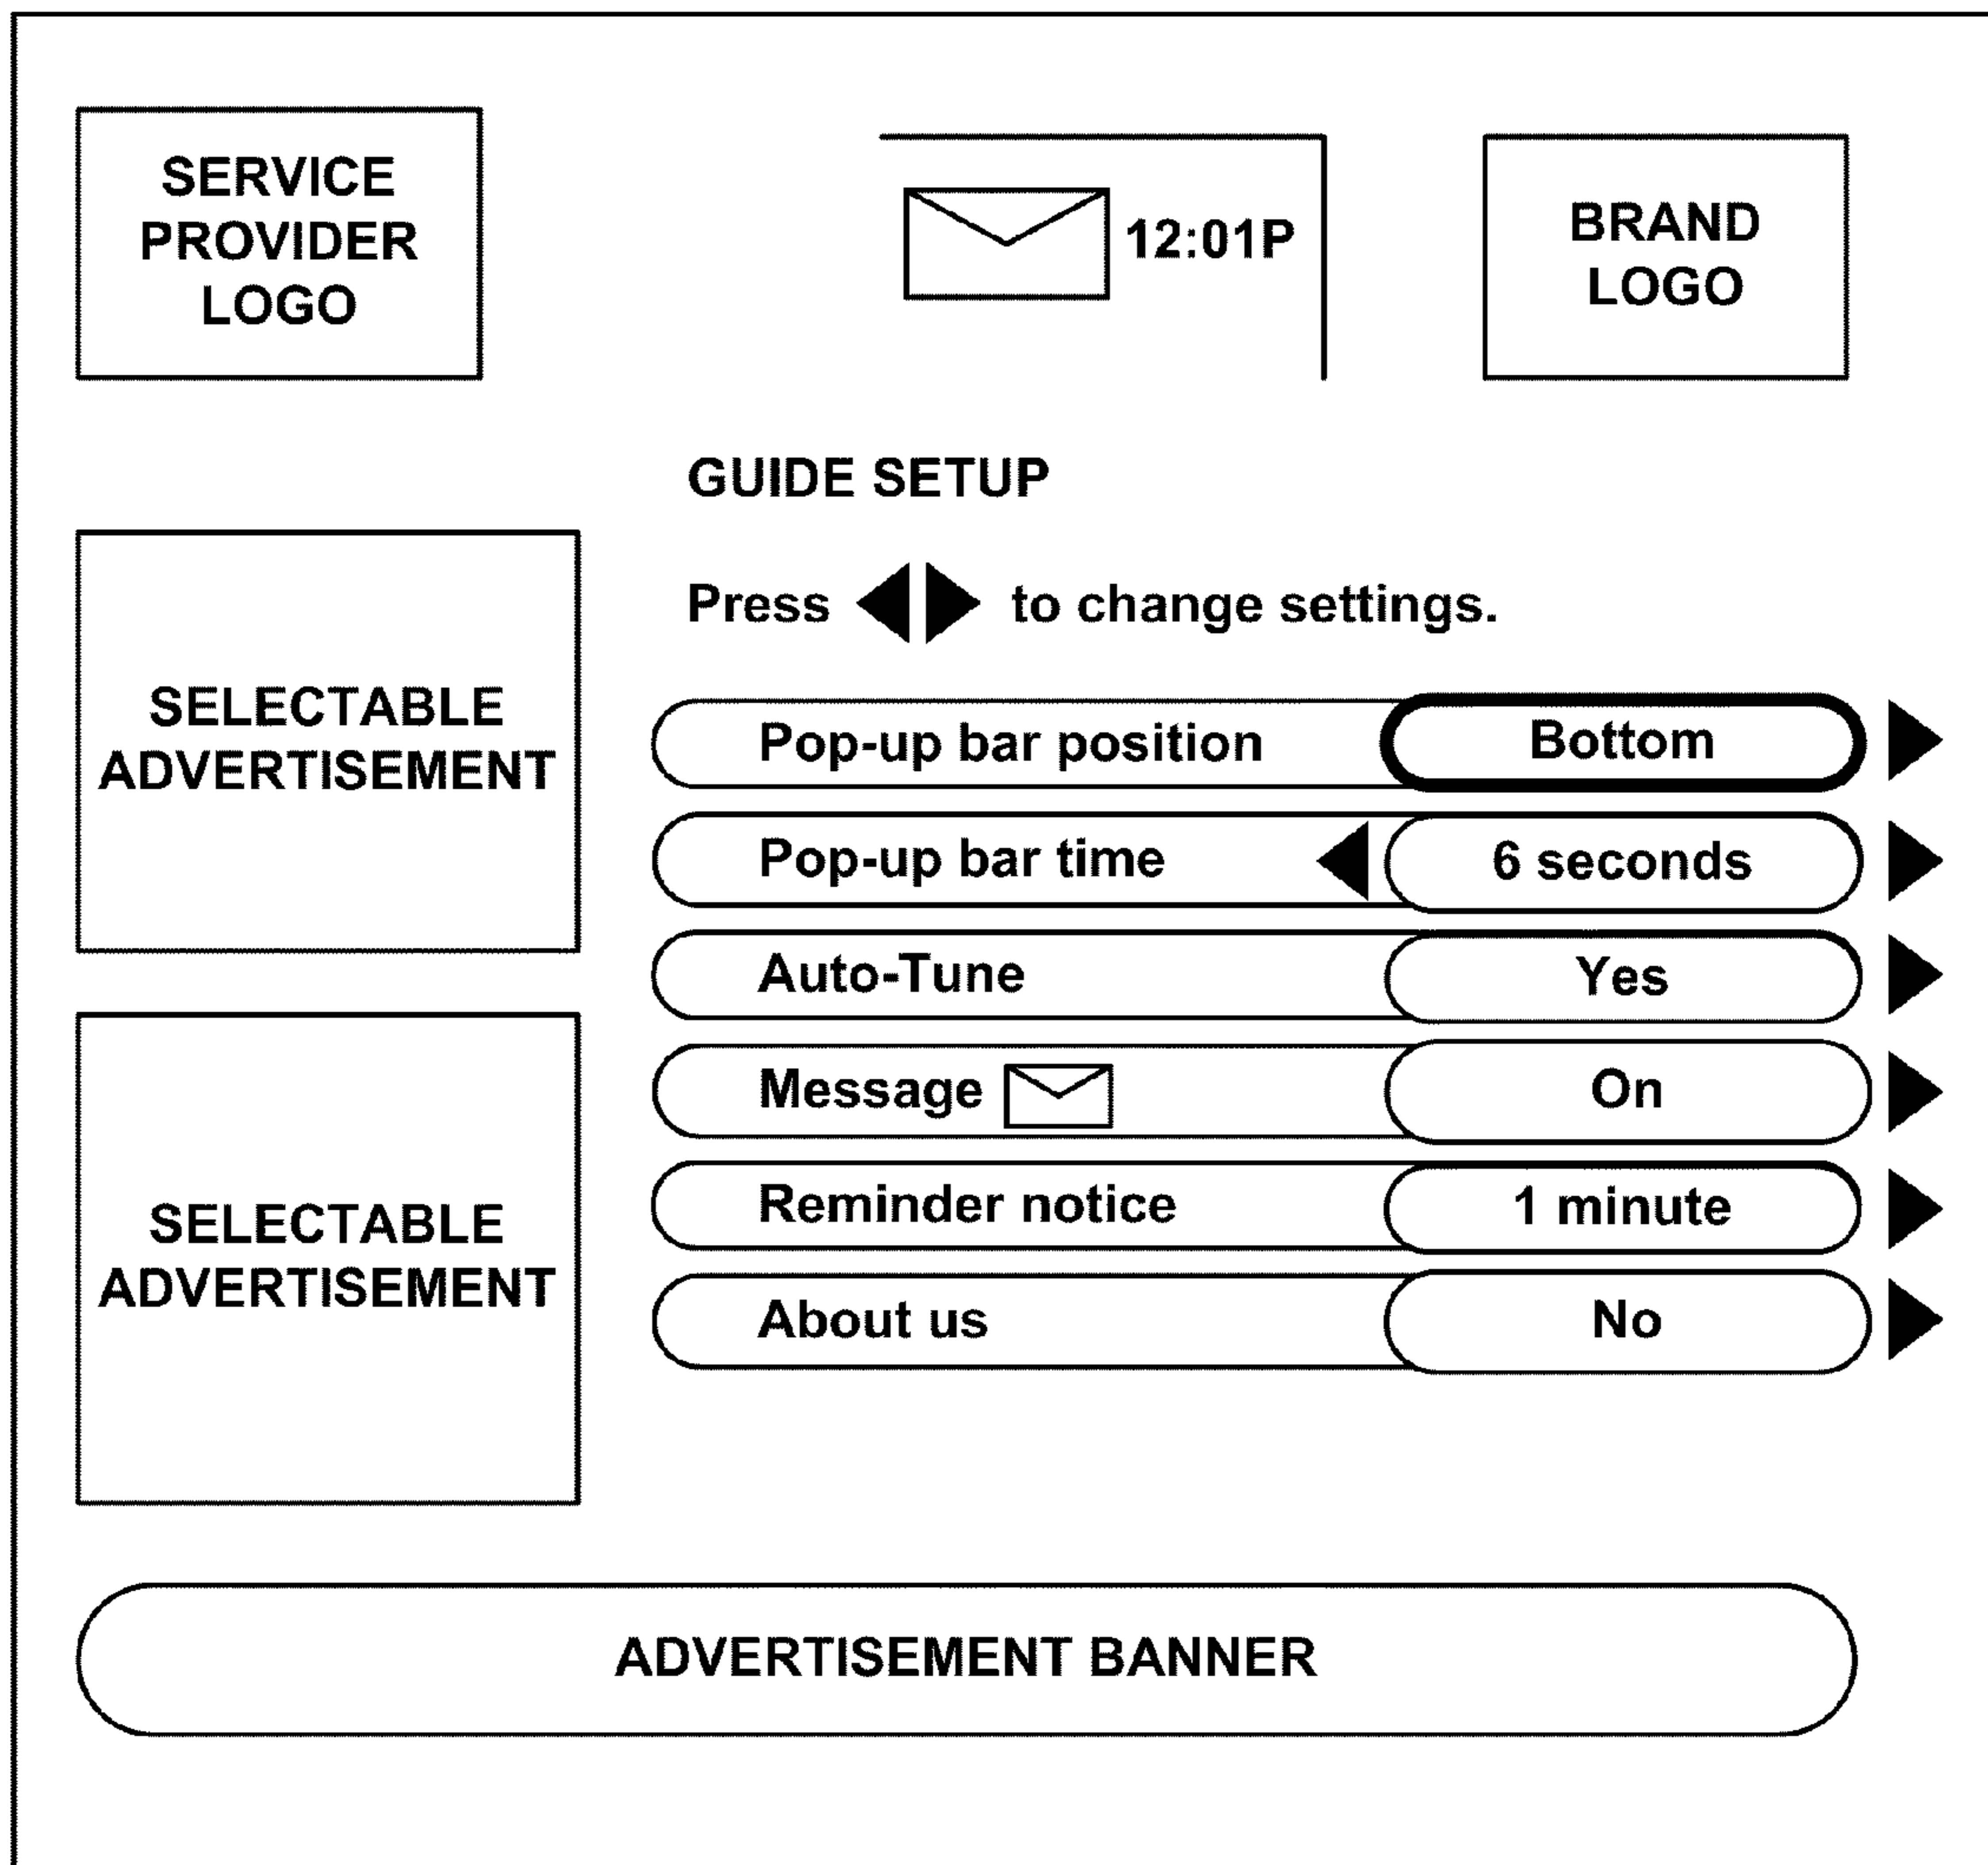 SERVICE
PROVIDER
LOGO
12:01P
BRAND
LOGO
GUIDE SETUP
Press ◀ ▶ to change settings.
SELECTABLE
ADVERTISEMENT
Pop-up bar position Bottom
Pop-up bar time 6 seconds
Auto-Tune Yes
Message On
Reminder notice 1 minute
About us No
SELECTABLE
ADVERTISEMENT
ADVERTISEMENT BANNER